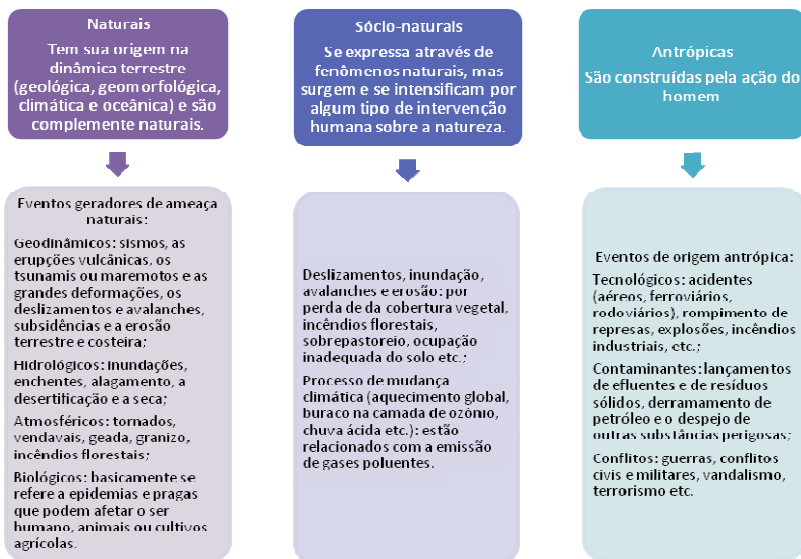 Naturais
Tem sua origem na
dinâmica terrestre
(geológica, geomorfológica,
climática e oceânica) e são
complemente naturais.
Eventos geradores de ameaça
naturais:
Geodinâmicos: sismos, as
erupções vulcânicas, os
tsunamis ou maremotos e as
grandes deformações, os
deslizamentos e avalanches,
subsidências e a erosão
terrestre e costeira;
Hidrológicos: inundações,
enchentes, alagamento, a
desertificação e a seca;
Atmosféricos: tornados,
vendavais, geada, granizo,
incêndios florestais;
Biológicos: basicamente se
refere a epidemias e pragas
que podem afetar o ser
humano, animais ou cultivos
agrícolas.
Sócio-naturais
Se expressa através de
fenômenos naturais, mas
surgem e se intensificam por
algum tipo de intervenção
humana sobre a natureza.
Deslizamentos, inundação,
avalanches e erosão: por
perda de da cobertura vegetal,
incêndios florestais,
sobrepastoreio, ocupação
inadequada do solo etc.;
Processo de mudança
climática (aquecimento global,
buraco na camada de ozônio,
chuva ácida etc.): estão
relacionados com a emissão
de gases poluentes.
Antrópicas
São construídas pela ação do
homem
Eventos de origem antrópica:
Tecnológicos: acidentes
(aéreos, ferroviários,
rodoviários), rompimento de
represas, explosões, incêndios
industriais, etc.;
Contaminantes: lançamentos
de efluentes e de resíduos
sólidos, derramamento de
petróleo e o despejo de
outras substâncias perigosas;
Conflitos: guerras, conflitos
civis e militares, vandalismo,
terrorismo etc.